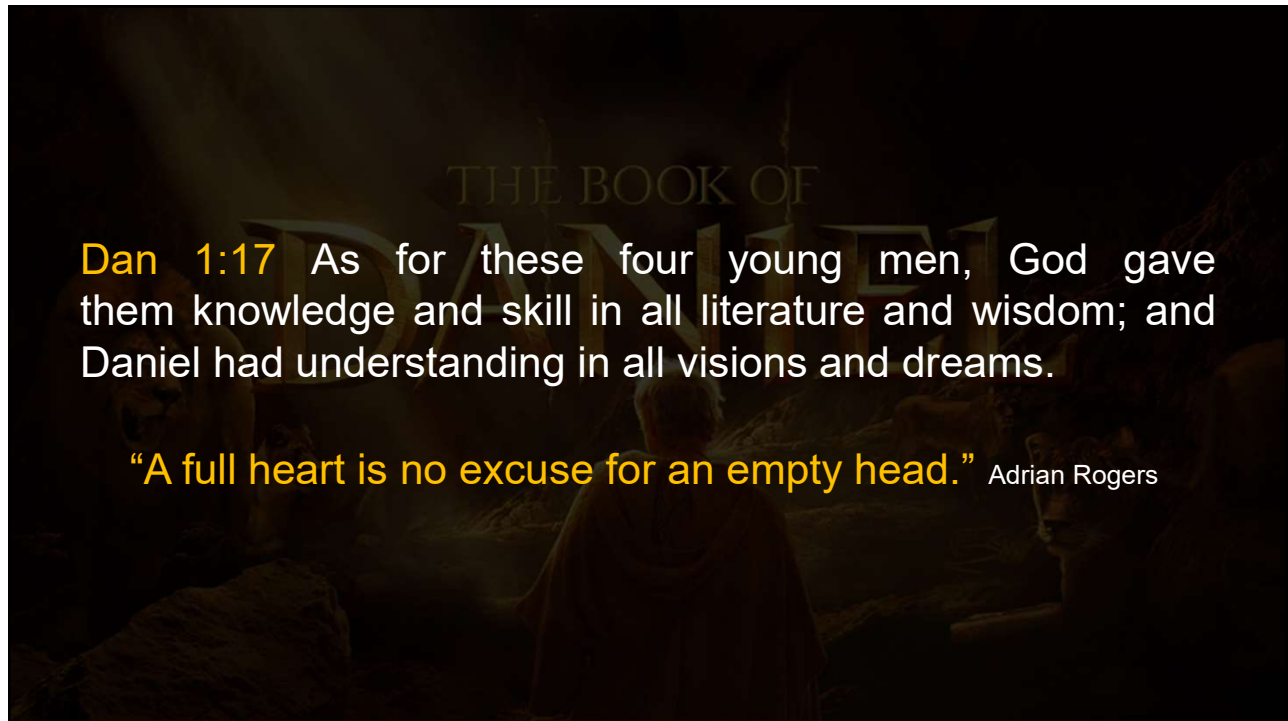 THE BOOK OF
DANIEL
Dan 1:17 As for these four young men, God gave
them knowledge and skill in all literature and wisdom; and
Daniel had understanding in all visions and dreams.
“A full heart is no excuse for an empty head.” Adrian Rogers